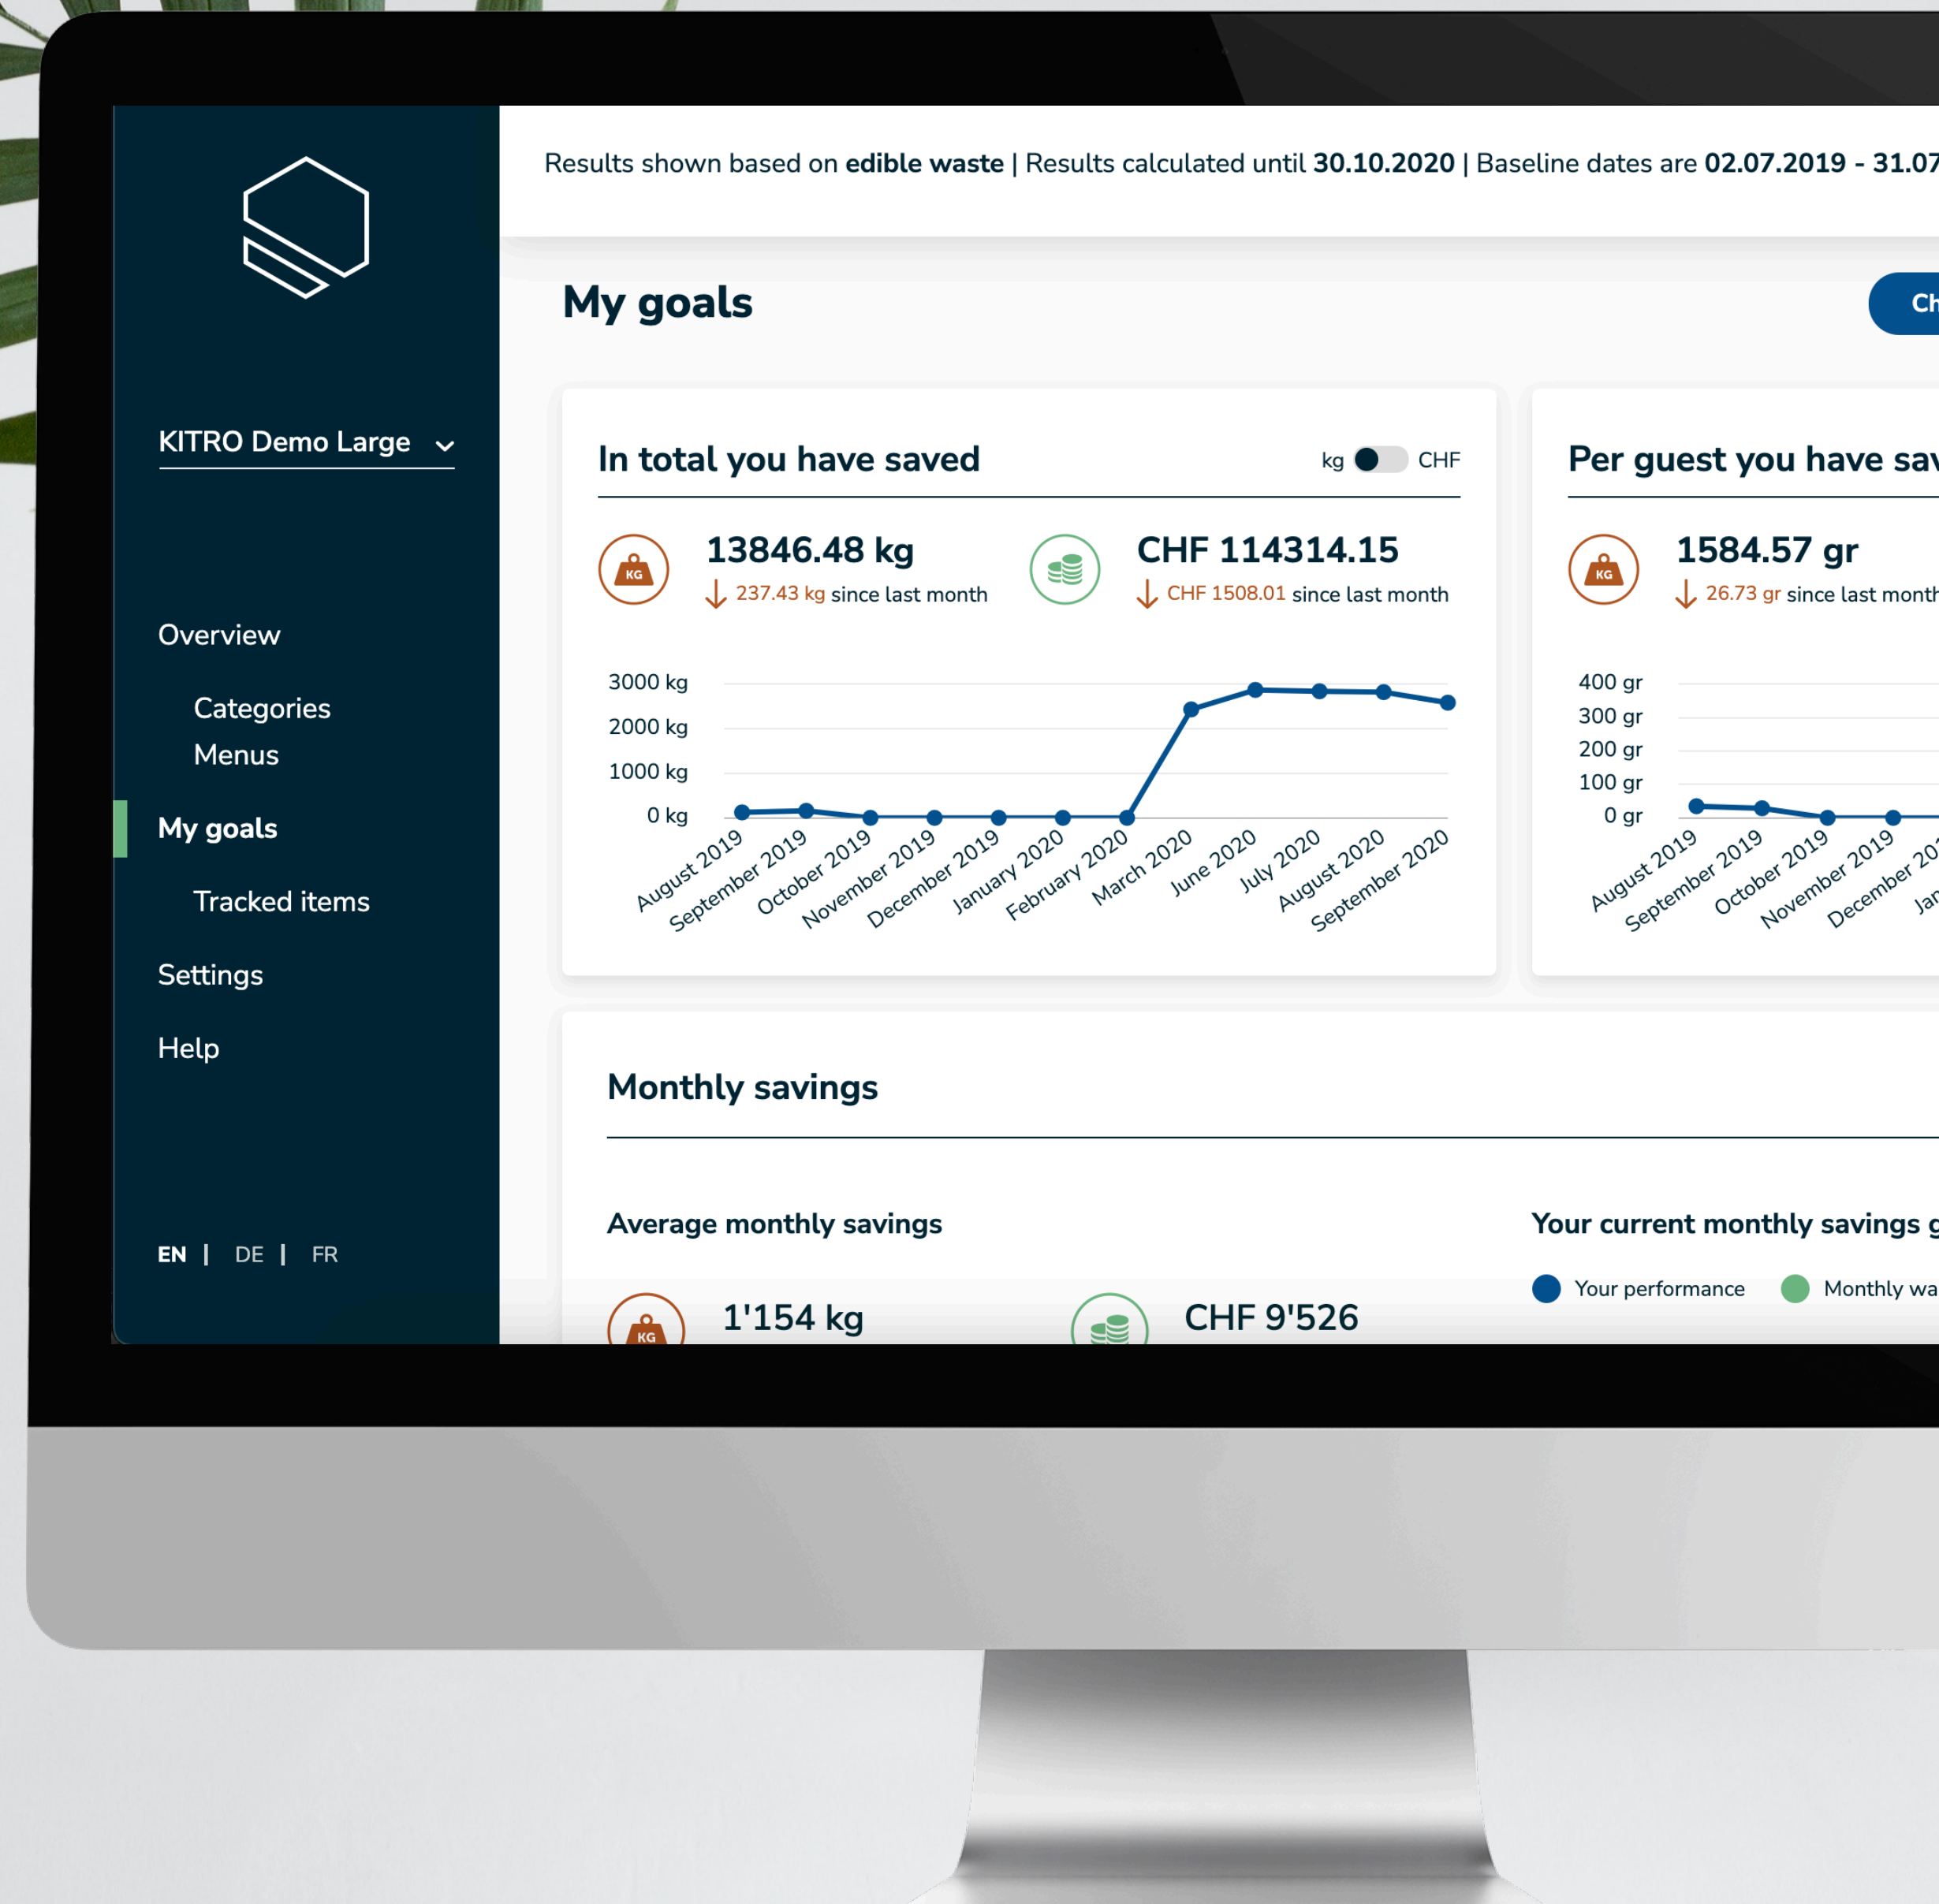 Results shown based on edible waste | Results calculated until 30.10.2020 | Baseline dates are 02.07.2019 - 31.07
My goals
KITRO Demo Large
Overview
Categories
Menus
My goals
Tracked items
Settings
Help
EN | DE | FR
In total you have saved
kg CHF
KG
13846.48 kg
237.43 kg since last month
CHF 114314.15
CHF 1508.01 since last month
3000 kg
2000 kg
1000 kg
0 kg
August 2019
September 2019
October 2019
November 2019
December 2019
January 2020
February 2020
March 2020
June 2020
July 2020
August 2020
September 2020
Per guest you have
KG
1584.57 gr
26.73 gr since last month
400 gr
300 gr
200 gr
100 gr
0 gr
August 2019
September 2019
October 2019
November 2019
December
Monthly savings
Average monthly savings
KG
1'154 kg
CHF 9'526
Your current monthly savings
Your performance
Monthly